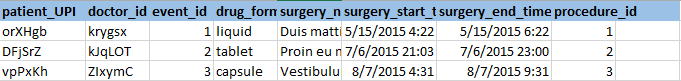 patient_UPI doctor_id event_id drug_form surgery_n surgery_start_t surgery_end_time procedure_id
orXHgb krygsx 1 liquid Duis matti 5/15/2015 4:22 5/15/2015 6:22 1
DFjSrZ kJqLOT 2 tablet Proin eu n 7/6/2015 21:03 7/6/2015 23:00 2
vpPxKh ZIxymC 3 capsule Vestibulu 8/7/2015 4:31 8/7/2015 9:31 3